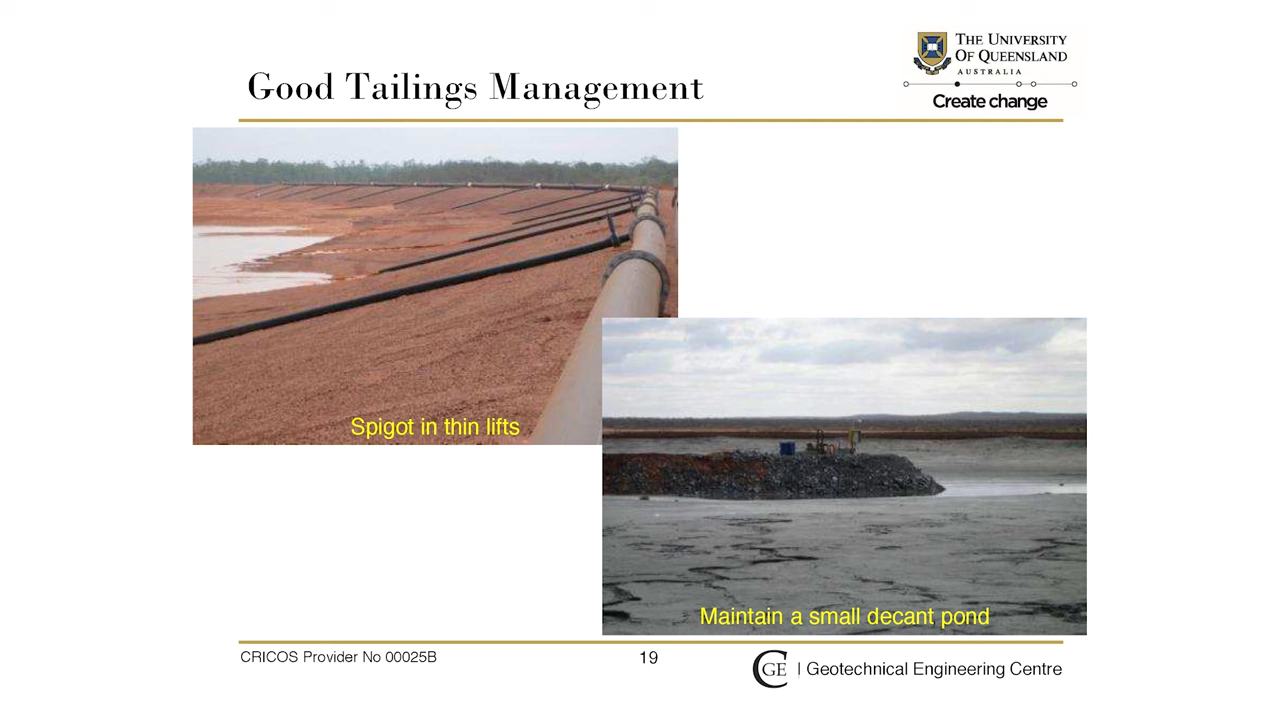 THE UNIVERSITY
OF QUEENSLAND
AUSTRALIA
Create change
Good Tailings Management
Spigot in thin lifts
Maintain a small decant pond
CRICOS Provider No 00025B
19
CGE | Geotechnical Engineering Centre